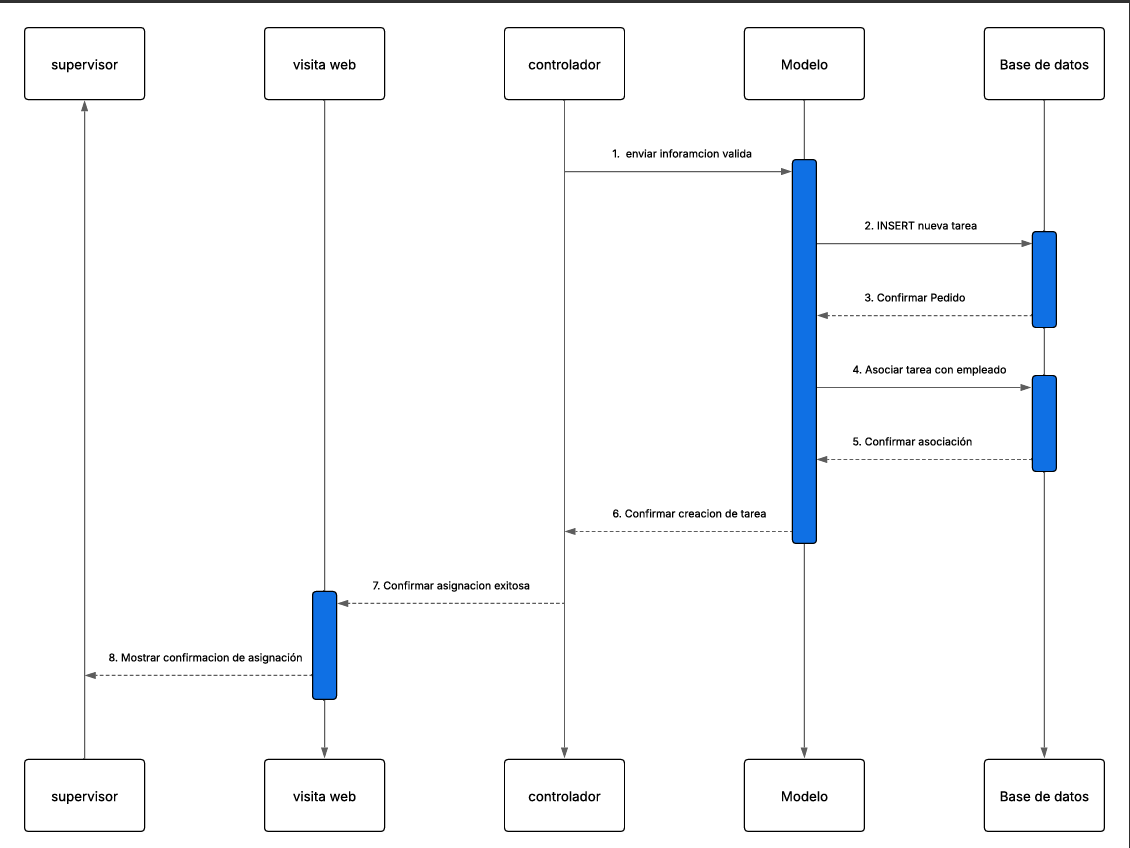 supervisor
visita web
controlador
Modelo
Base de datos
1. enviar inforamcion valida
2. INSERT nueva tarea
3. Confirmar Pedido
4. Asociar tarea con empleado
5. Confirmar asociación
6. Confirmar creacion de tarea
7. Confirmar asignacion exitosa
8. Mostrar confirmacion de asignación
supervisor
visita web
controlador
Modelo
Base de datos